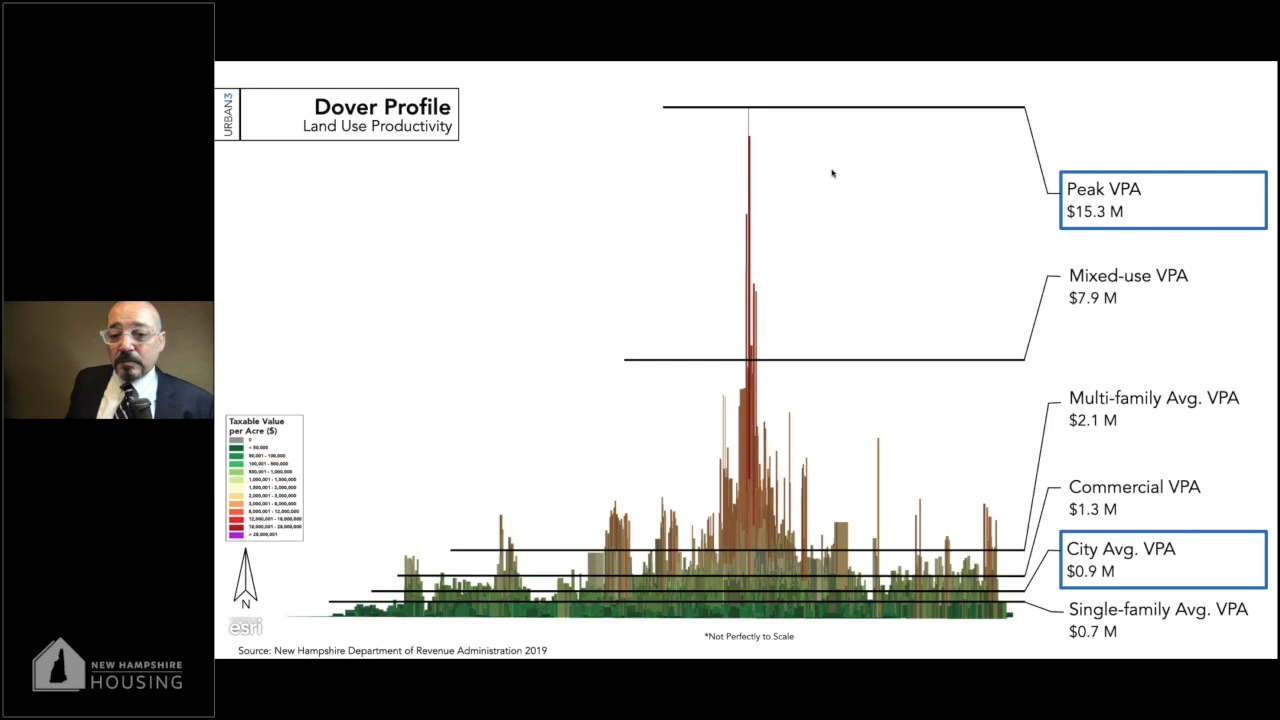 URBAN3
Dover Profile
Land Use Productivity
Peak VPA
$15.3 M
Mixed-use VPA
$7.9 M
Multi-family Avg. VPA
$2.1 M
Commercial VPA
$1.3 M
City Avg. VPA
$0.9 M
Single-family Avg. VPA
$0.7 M
Taxable Value
per Acre ($)
0
< 50,000
50,001 - 100,000
100,001 - 500,000
500,001 - 1,000,000
1,000,001 - 1,500,000
1,500,001 - 2,000,000
2,000,001 - 3,000,000
3,000,001 - 8,000,000
8,000,001 - 12,000,000
12,000,001 - 18,000,000
18,000,001 - 28,000,000
> 28,000,001
N
esri
*Not Perfectly to Scale
Source: New Hampshire Department of Revenue Administration 2019
NEW HAMPSHIRE
HOUSING